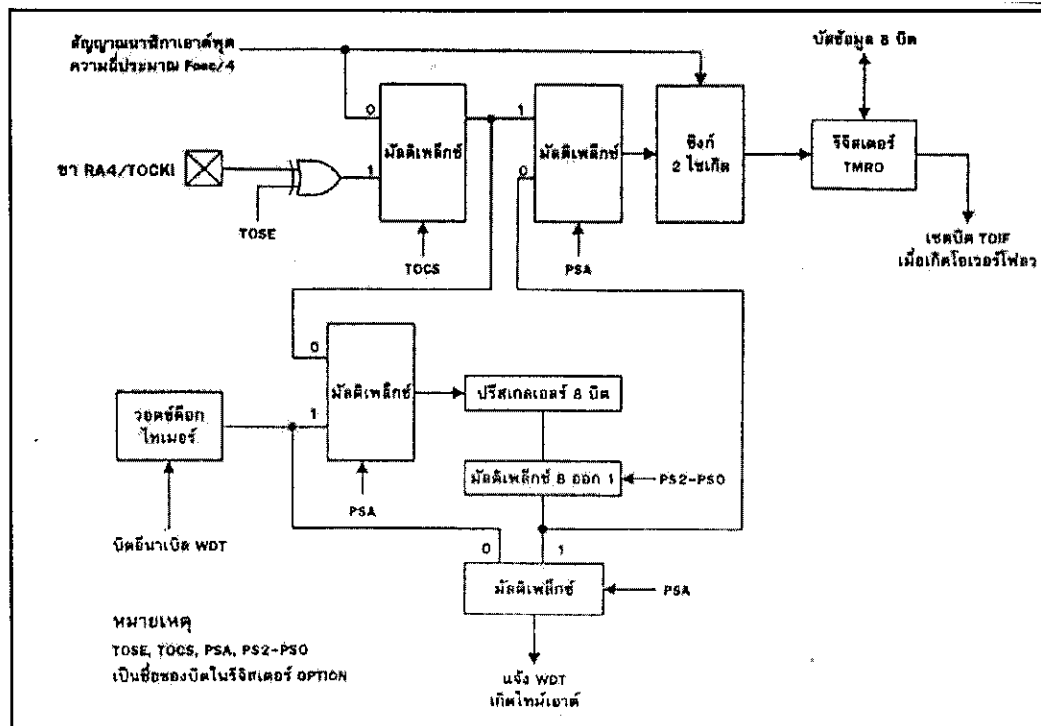 สัญญาณนาฬิกาเอาต์พุต
ความถี่ประมาณ Fosc/4
บัสข้อมูล 8 บิต
0
1
มัลติเพล็กซ์
มัลติเพล็กซ์
ซิงก์
2 ไซเกิล
รีจิสเตอร์
TMRO
ขา RA4/TOCKI
1
0
TOSE
TOCS
PSA
เซตบิต TOIF
เมื่อเกิดโอเวอร์โฟลว
0
มัลติเพล็กซ์
ปรีสเกลเลอร์ 8 บิต
วอตช์ด็อก
ไทเมอร์
1
มัลติเพล็กซ์ 8 ออก 1
PS2-PSO
PSA
บิตอีนาเบิล WDT
0
1
มัลติเพล็กซ์
PSA
หมายเหตุ
TOSE, TOCS, PSA, PS2-PSO
เป็นชื่อของบิตในรีจิสเตอร์ OPTION
แจ้ง WDT
เกิดไทม์เอาต์